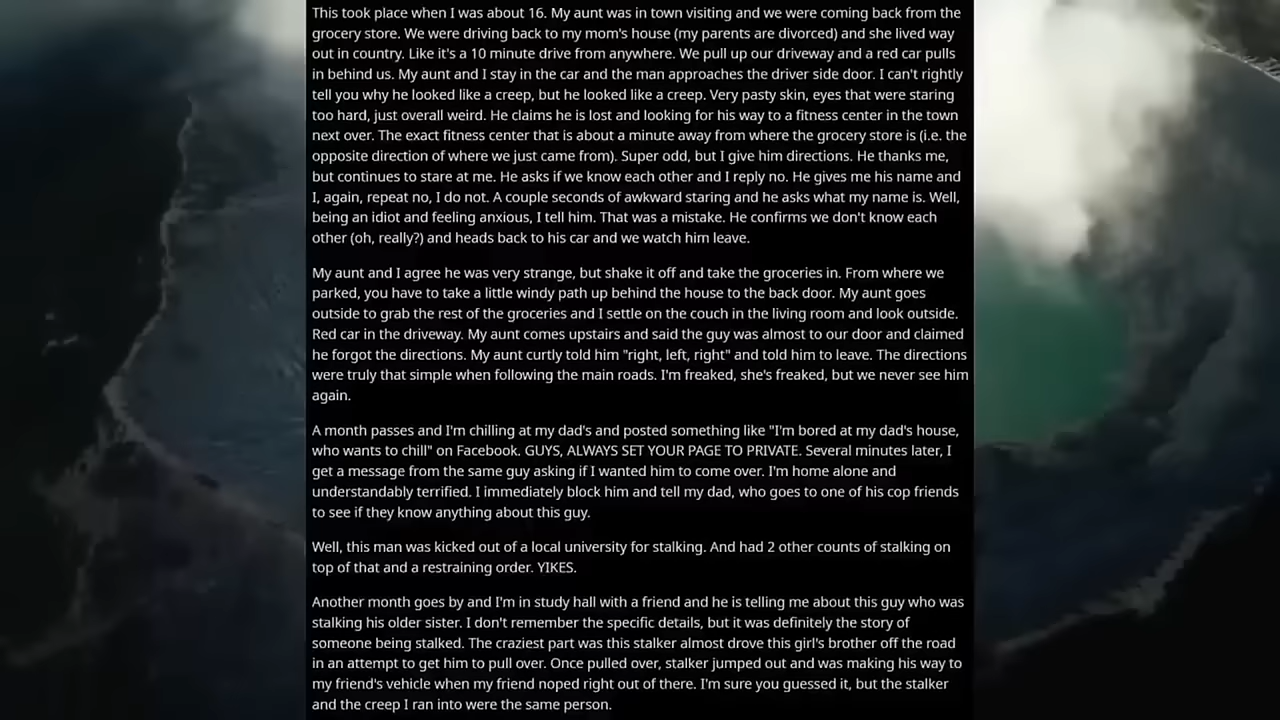 This took place when I was about 16. My aunt was in town visiting and we were coming back from the
grocery store. We were driving back to my mom's house (my parents are divorced) and she lived way
out in country. Like it's a 10 minute drive from anywhere. We pull up our driveway and a red car pulls
in behind us. My aunt and I stay in the car and the man approaches the driver side door. I can't rightly
tell you why he looked like a creep, but he looked like a creep. Very pasty skin, eyes that were staring
too hard, just overall weird. He claims he is lost and looking for his way to a fitness center in the town
next over. The exact fitness center that is about a minute away from where the grocery store is (i.e. the
opposite direction of where we just came from). Super odd, but I give him directions. He thanks me,
but continues to stare at me. He asks if we know each other and I reply no. He gives me his name and
I, again, repeat no, I do not. A couple seconds of awkward staring and he asks what my name is. Well,
being an idiot and feeling anxious, I tell him. That was a mistake. He confirms we don't know each
other (oh, really?) and heads back to his car and we watch him leave.
My aunt and I agree he was very strange, but shake it off and take the groceries in. From where we
parked, you have to take a little windy path up behind the house to the back door. My aunt goes
outside to grab the rest of the groceries and I settle on the couch in the living room and look outside.
Red car in the driveway. My aunt comes upstairs and said the guy was almost to our door and claimed
he forgot the directions. My aunt curtly told him "right, left, right" and told him to leave. The directions
were truly that simple when following the main roads. I'm freaked, she's freaked, but we never see him
again.
A month passes and I'm chilling at my dad's and posted something like "I'm bored at my dad's house,
who wants to chill" on Facebook. GUYS, ALWAYS SET YOUR PAGE TO PRIVATE. Several minutes later, I
get a message from the same guy asking if I wanted him to come over. I'm home alone and
understandably terrified. I immediately block him and tell my dad, who goes to one of his cop friends
to see if they know anything about this guy.
Well, this man was kicked out of a local university for stalking. And had 2 other counts of stalking on
top of that and a restraining order. YIKES.
Another month goes by and I'm in study hall with a friend and he is telling me about this guy who was
stalking his older sister. I don't remember the specific details, but it was definitely the story of
someone being stalked. The craziest part was this stalker almost drove this girl's brother off the road
in an attempt to get him to pull over. Once pulled over, stalker jumped out and was making his way to
my friend's vehicle when my friend noped right out of there. I'm sure you guessed it, but the stalker
and the creep I ran into were the same person.